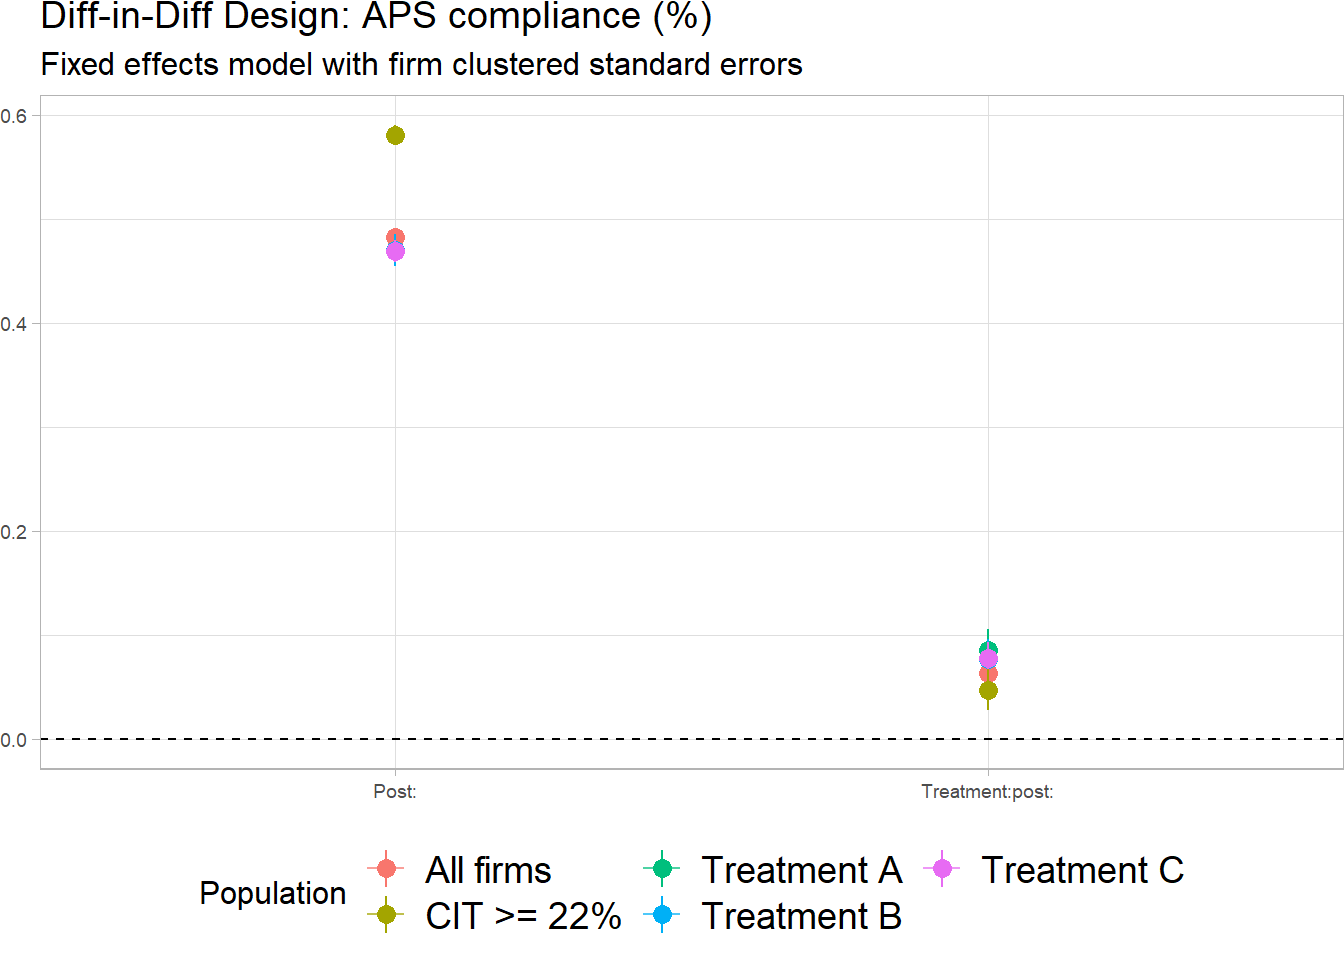 Diff-in-Diff Design: APS compliance (%)
Fixed effects model with firm clustered standard errors
0.6
0.4
0.2
0.0
Post:
Treatment:post:
Population
All firms
Treatment A
Treatment C
CIT >= 22%
Treatment B